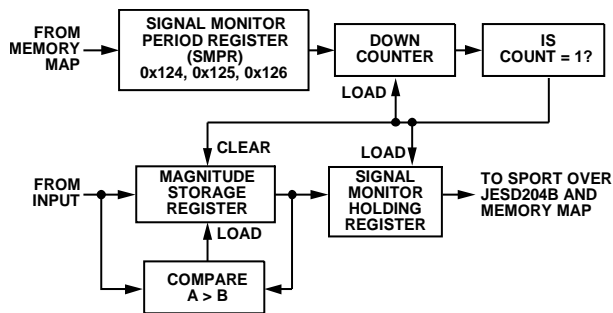 FROM
MEMORY
MAP
SIGNAL MONITOR
PERIOD REGISTER
(SMPR)
0x124, 0x125, 0x126
DOWN
COUNTER
IS
COUNT = 1?
LOAD
CLEAR
LOAD
FROM
INPUT
MAGNITUDE
STORAGE
REGISTER
SIGNAL
MONITOR
HOLDING
REGISTER
TO SPORT OVER
JESD204B AND
MEMORY MAP
LOAD
COMPARE
A > B